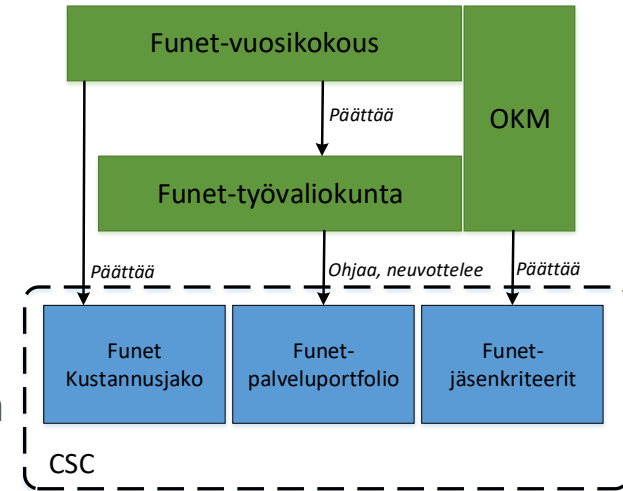 Funet-vuosikokous
OKM
Päättää
Funet-työvaliokunta
Päättää
Ohjaa, neuvottelee
Päättää
Funet
Kustannusjako
Funet-
palveluportfolio
Funet-
jäsenkriteerit
CSC